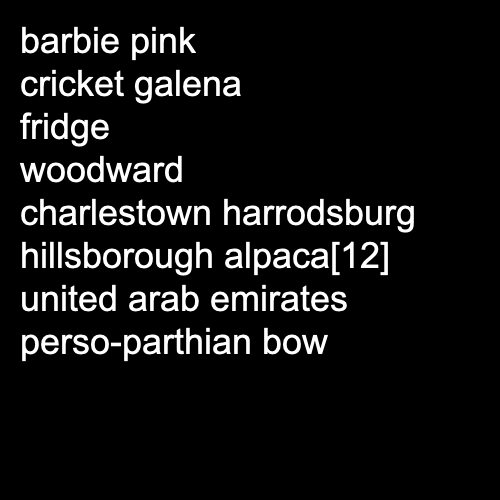 barbie pink
cricket galena
fridge
woodward
charlestown harrodsburg
hillsborough alpaca[12]
united arab emirates
perso-parthian bow